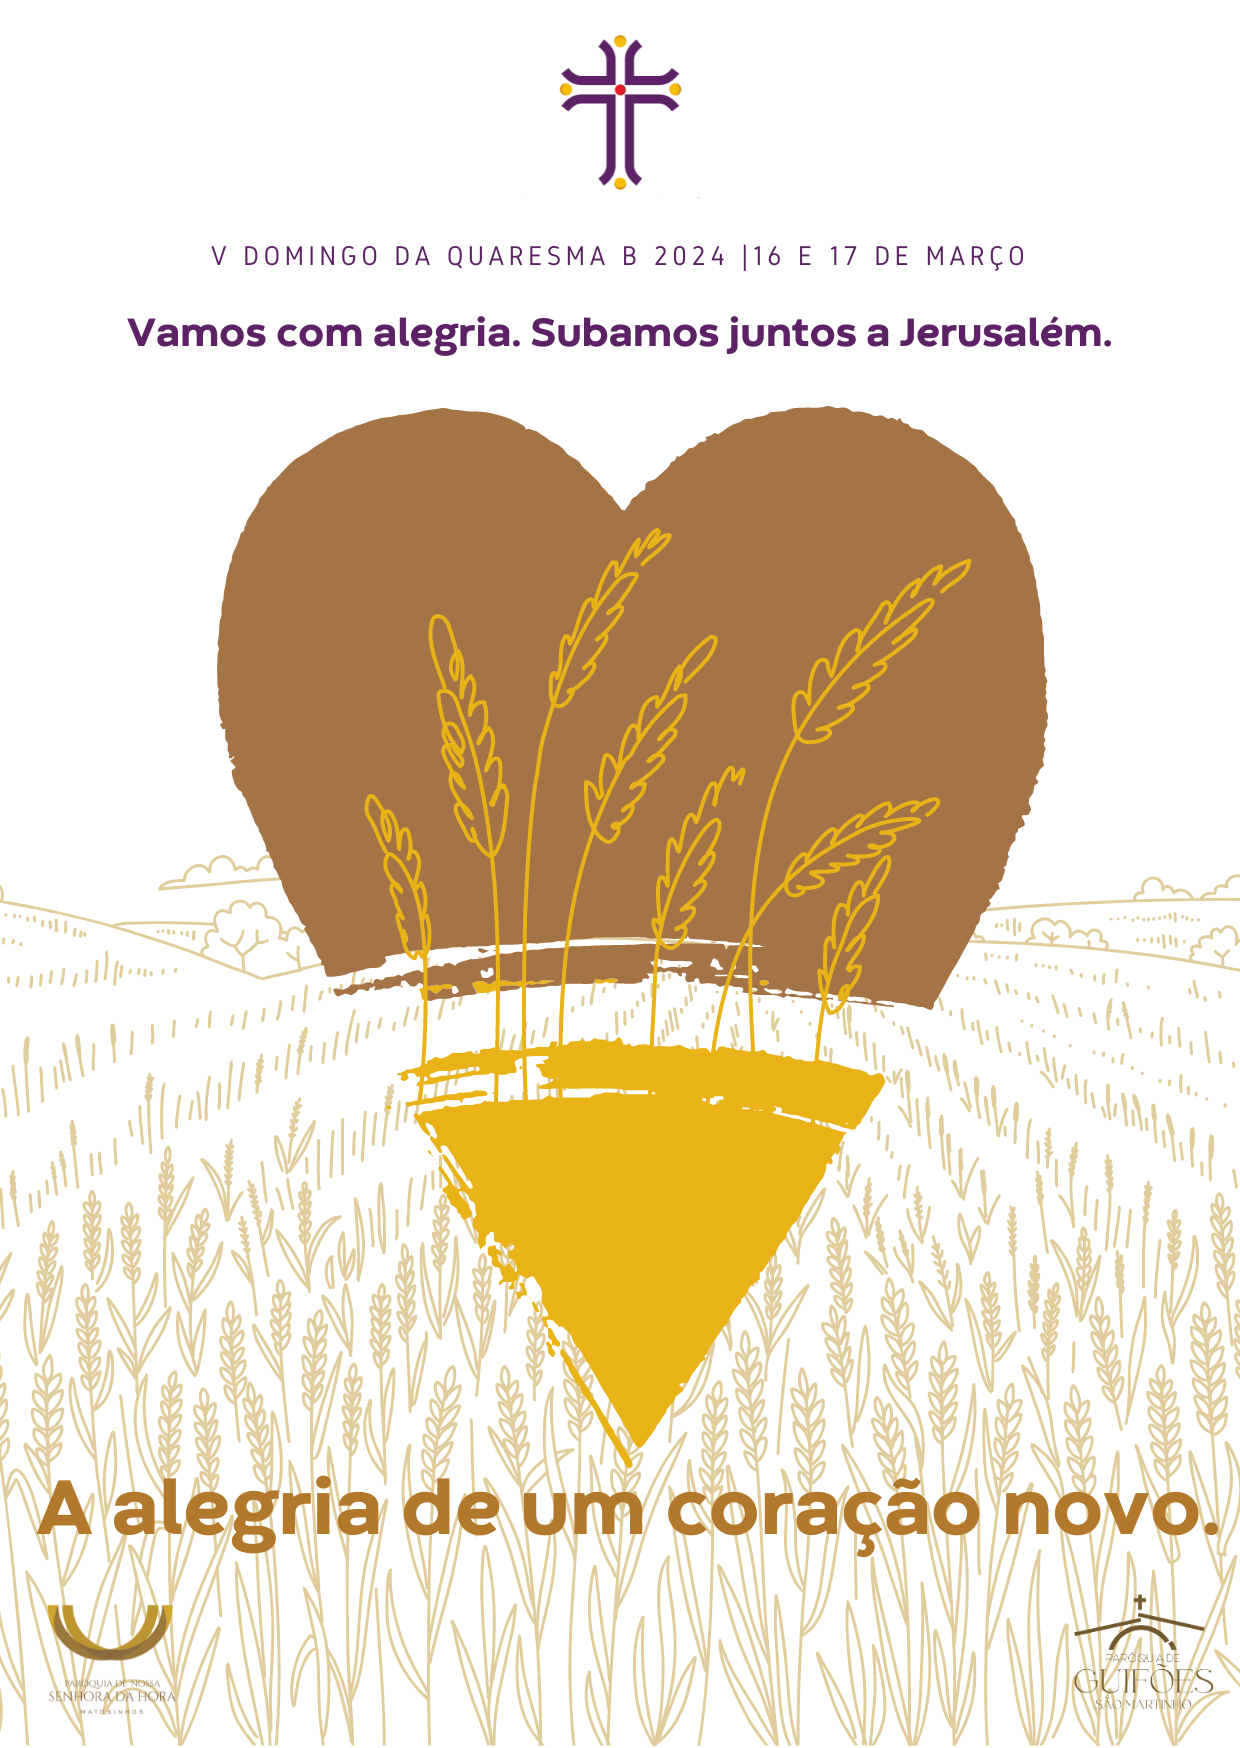 V DOMINGO DA QUARESMA B 2024 |16 E 17 DE MARÇO
Vamos com alegria. Subamos juntos a Jerusalém.
A alegria de um coração novo.
PARÓQUIA DE NOSSA
SENHORA DA HORA
MATOSINHOS
PARÓQUIA DE
GUIFÕES
SÃO MARTINHO